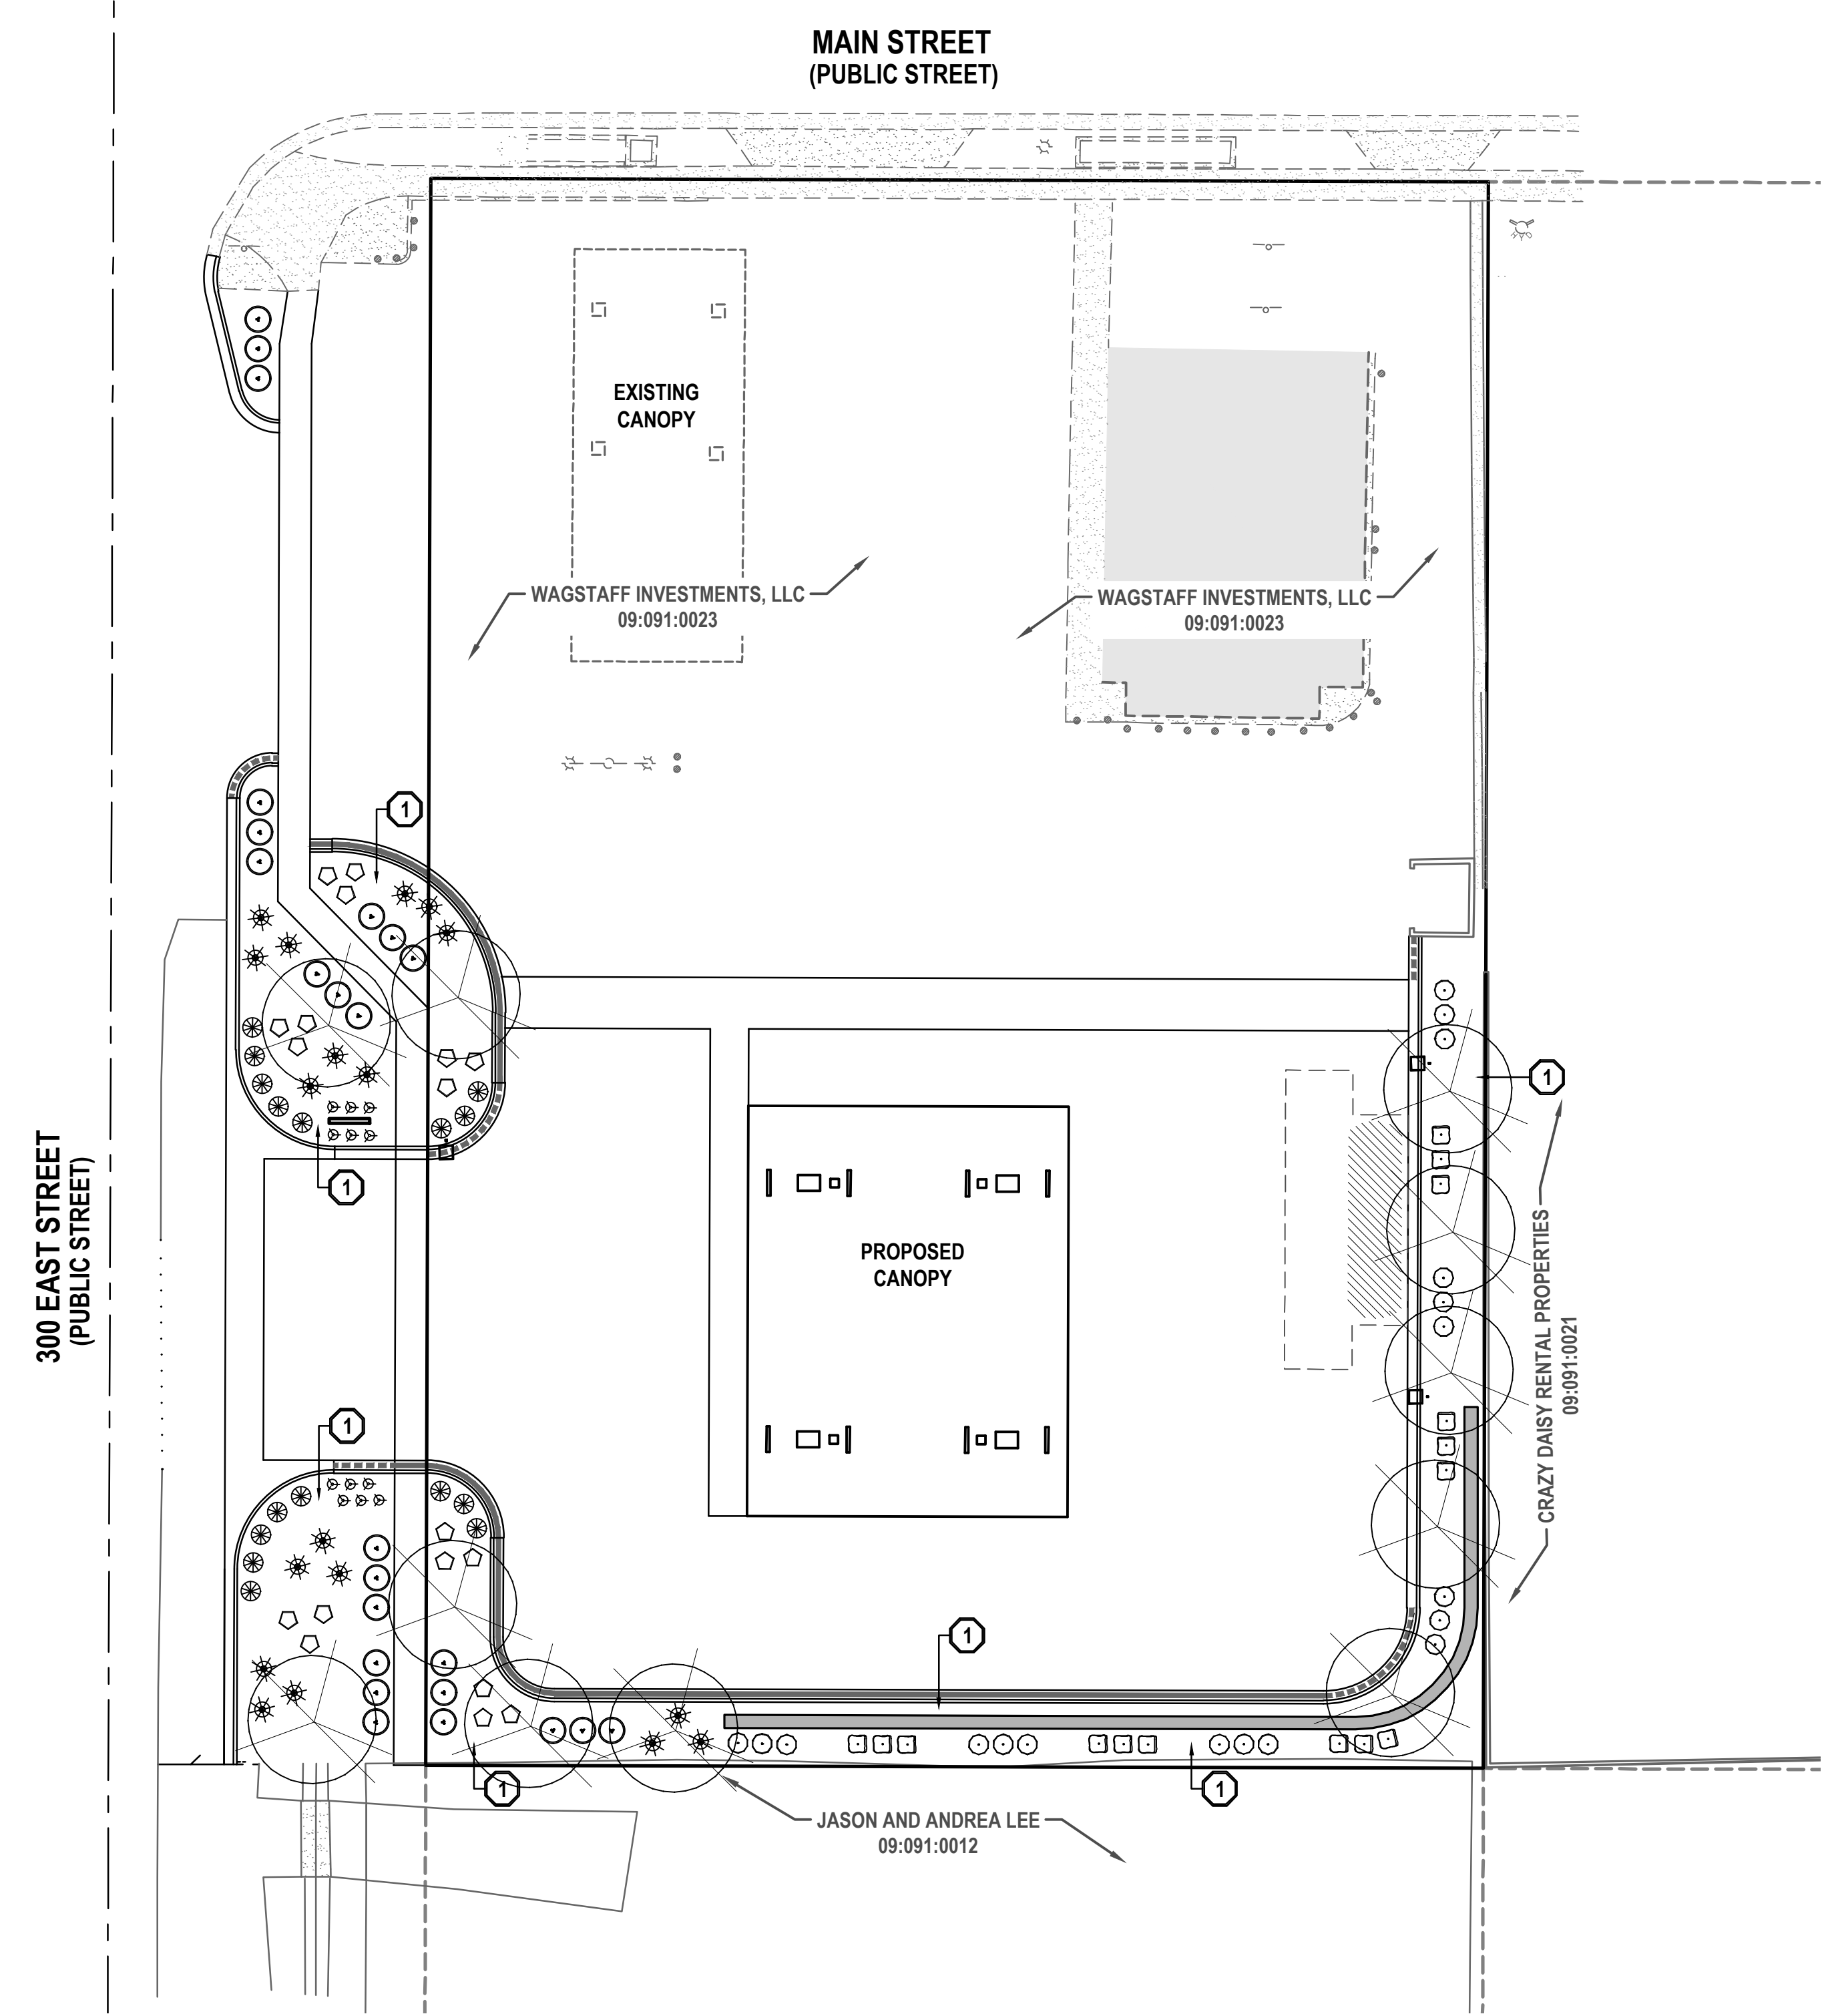 MAIN STREET
(PUBLIC STREET)
EXISTING
CANOPY
WAGSTAFF INVESTMENTS, LLC
09:091:0023
WAGSTAFF INVESTMENTS, LLC
09:091:0023
1
1
1
300 EAST STREET
(PUBLIC STREET)
PROPOSED
CANOPY
CRAZY DAISY RENTAL PROPERTIES
09:091:0021
1
1
1
1
JASON AND ANDREA LEE
09:091:0012